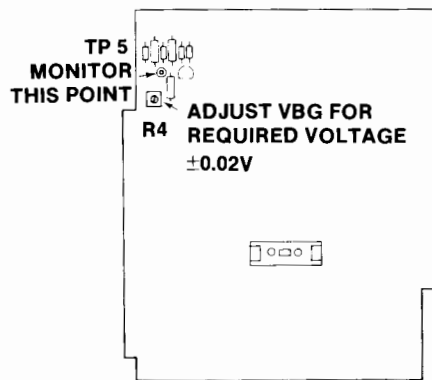 TP 5
MONITOR
THIS POINT
R4
ADJUST VBG FOR
REQUIRED VOLTAGE
±0.02V